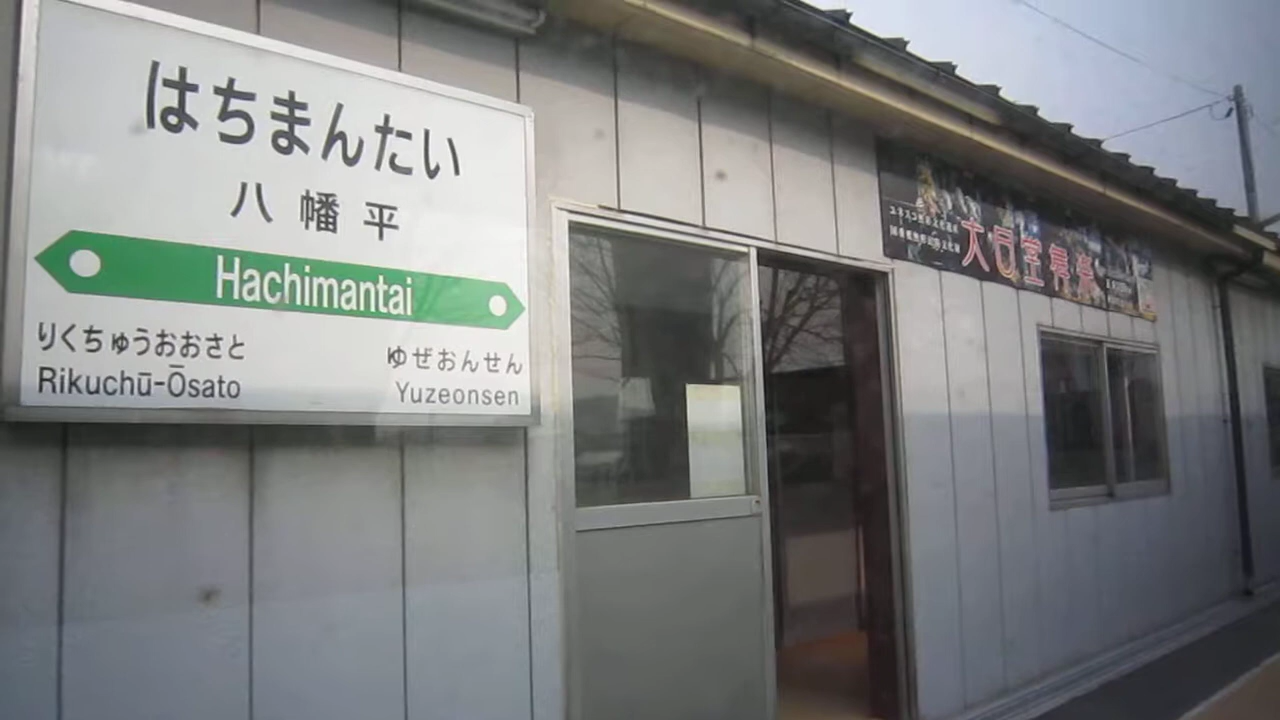 はちまんたい
八幡平
Hachimantai
りくちゅうおおさと
Rikuchū-Ōsato
ゆぜおんせん
Yuzeonsen
大日堂舞楽